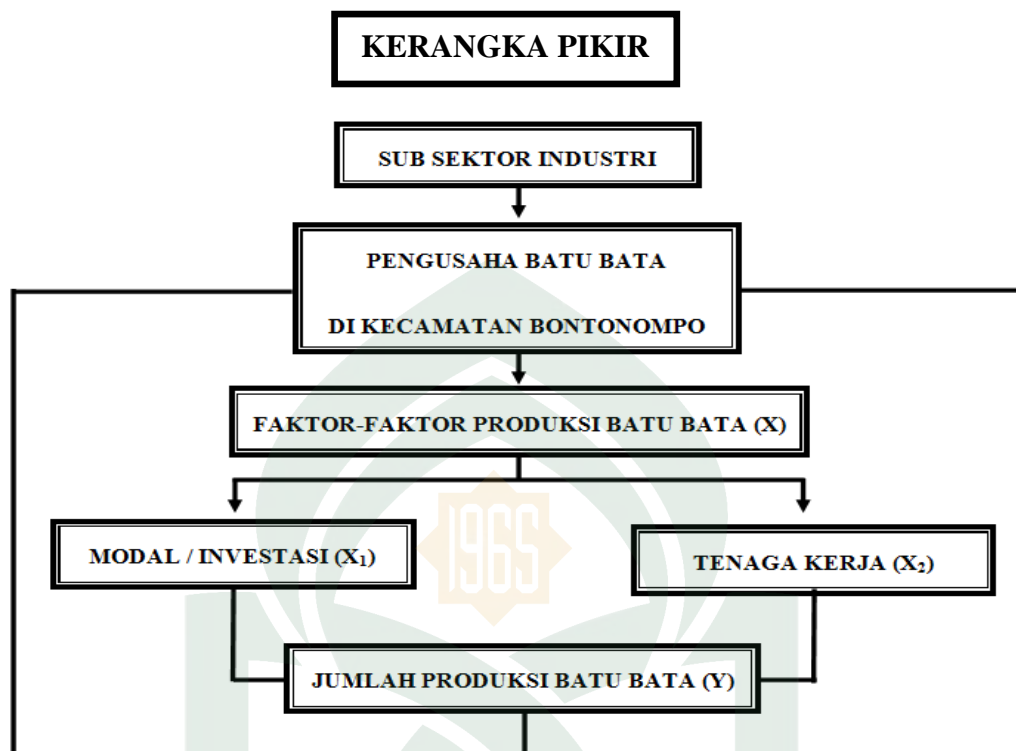 KERANGKA PIKIR
SUB SEKTOR INDUSTRI
PENGUSAHA BATU BATA
DI KECAMATAN BONTONOMPO
FAKTOR-FAKTOR PRODUKSI BATU BATA (X)
MODAL / INVESTASI (X₁)
TENAGA KERJA (X₂)
1965
JUMLAH PRODUKSI BATU BATA (Y)